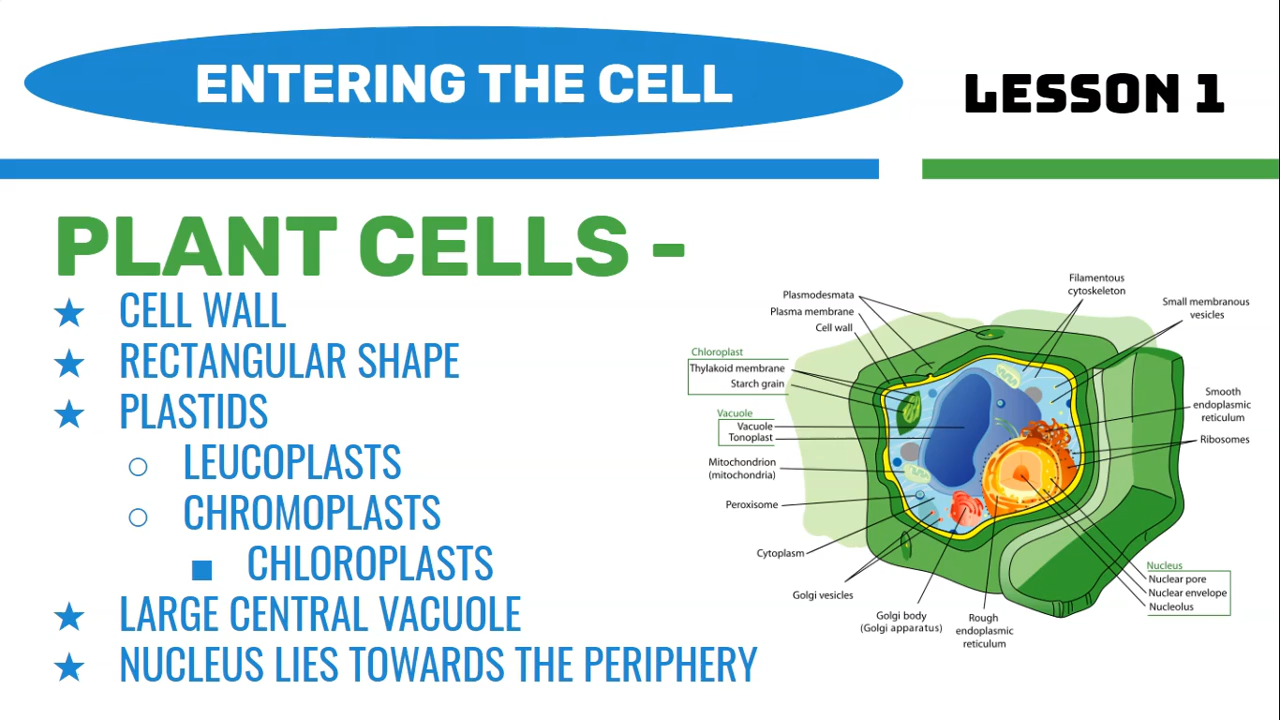 ENTERING THE CELL
LESSON 1
PLANT CELLS -
★ CELL WALL
★ RECTANGULAR SHAPE
★ PLASTIDS
○ LEUCOPLASTS
○ CHROMOPLASTS
■ CHLOROPLASTS
★ LARGE CENTRAL VACUOLE
★ NUCLEUS LIES TOWARDS THE PERIPHERY
Plasmodesmata
Plasma membrane
Cell wall
Chloroplast
Thylakoid membrane
Starch grain
Vacuole
Vacuole
Tonoplast
Mitochondrion
(mitochondria)
Peroxisome
Cytoplasm
Golgi vesicles
Golgi body
(Golgi apparatus)
Rough
endoplasmic
reticulum
Filamentous
cytoskeleton
Small membranous
vesicles
Smooth
endoplasmic
reticulum
Ribosomes
Nucleus
Nuclear pore
Nuclear envelope
Nucleolus